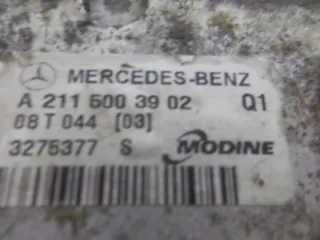 MERCEDES-BENZ
A 211 500 39 02 Q1
08 T 044 [03]
3275377 S MODINE